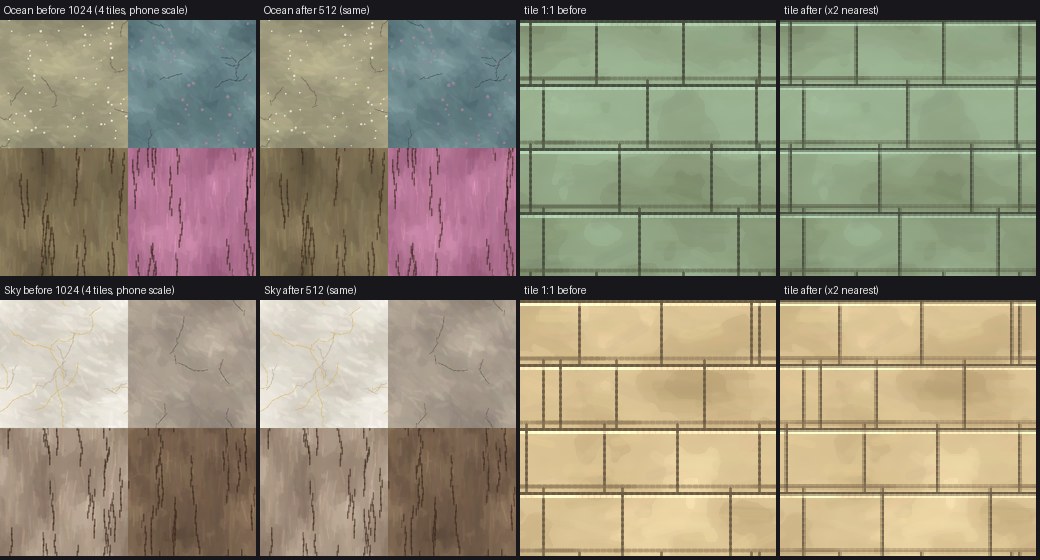 Ocean before 1024 (4 tiles, phone scale)
Ocean after 512 (same)
tile 1:1 before
tile after (x2 nearest)
Sky before 1024 (4 tiles, phone scale)
Sky after 512 (same)
tile 1:1 before
tile after (x2 nearest)